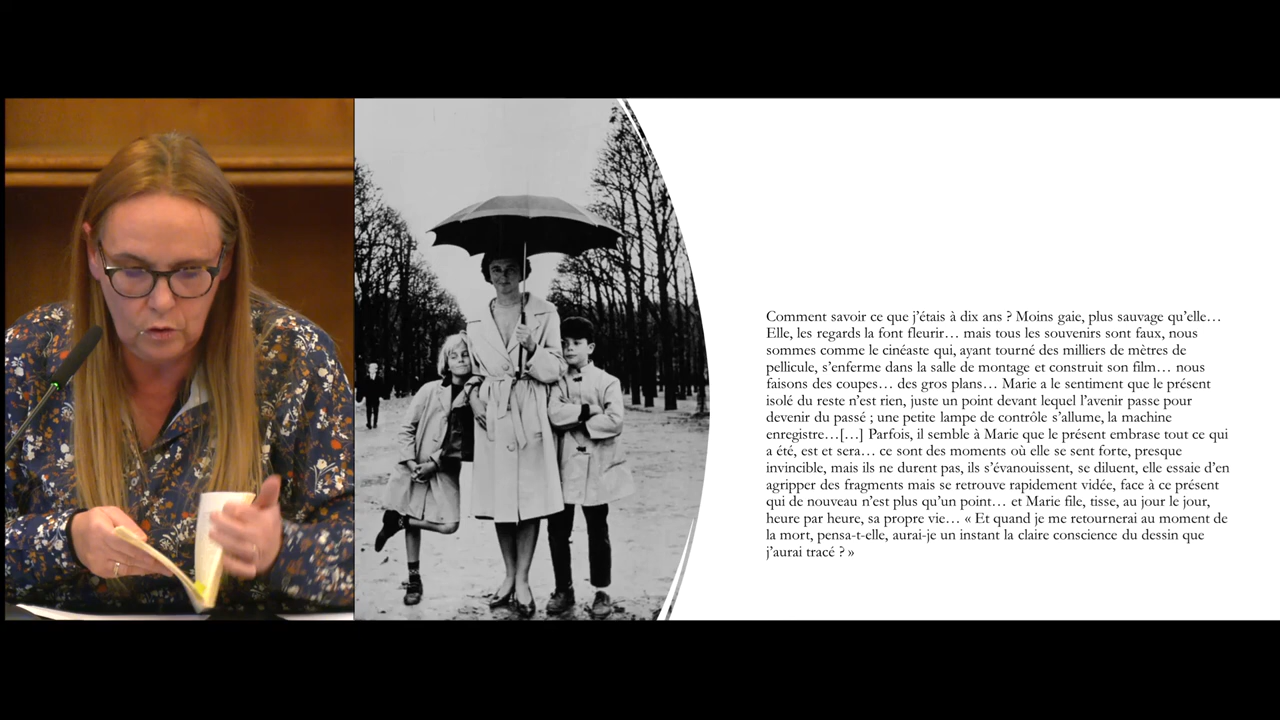 Comment savoir ce que j’étais à dix ans ? Moins gaie, plus sauvage qu’elle…
Elle, les regards la font fleurir… mais tous les souvenirs sont faux, nous
sommes comme le cinéaste qui, ayant tourné des milliers de mètres de
pellicule, s’enferme dans la salle de montage et construit son film… nous
faisons des coupes… des gros plans… Marie a le sentiment que le présent
isolé du reste n’est rien, juste un point devant lequel l’avenir passe pour
devenir du passé ; une petite lampe de contrôle s’allume, la machine
enregistre…[…] Parfois, il semble à Marie que le présent embrase tout ce qui
a été, est et sera… ce sont des moments où elle se sent forte, presque
invincible, mais ils ne durent pas, ils s’évanouissent, se diluent, elle essaie d’en
agripper des fragments mais se retrouve rapidement vidée, face à ce présent
qui de nouveau n’est plus qu’un point… et Marie file, tisse, au jour le jour,
heure par heure, sa propre vie… « Et quand je me retournerai au moment de
la mort, pensa-t-elle, aurai-je un instant la claire conscience du dessin que
j’aurai tracé ? »